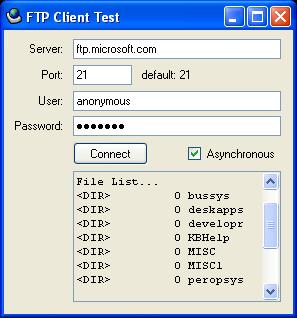 FTP Client Test
Server: ftp.microsoft.com
Port: 21 default: 21
User: anonymous
Password: ●●●●●●●
Connect Asynchronous
File List...
<DIR> 0 bussys
<DIR> 0 deskapps
<DIR> 0 developr
<DIR> 0 KBHelp
<DIR> 0 MISC
<DIR> 0 MISC1
<DIR> 0 peropsys